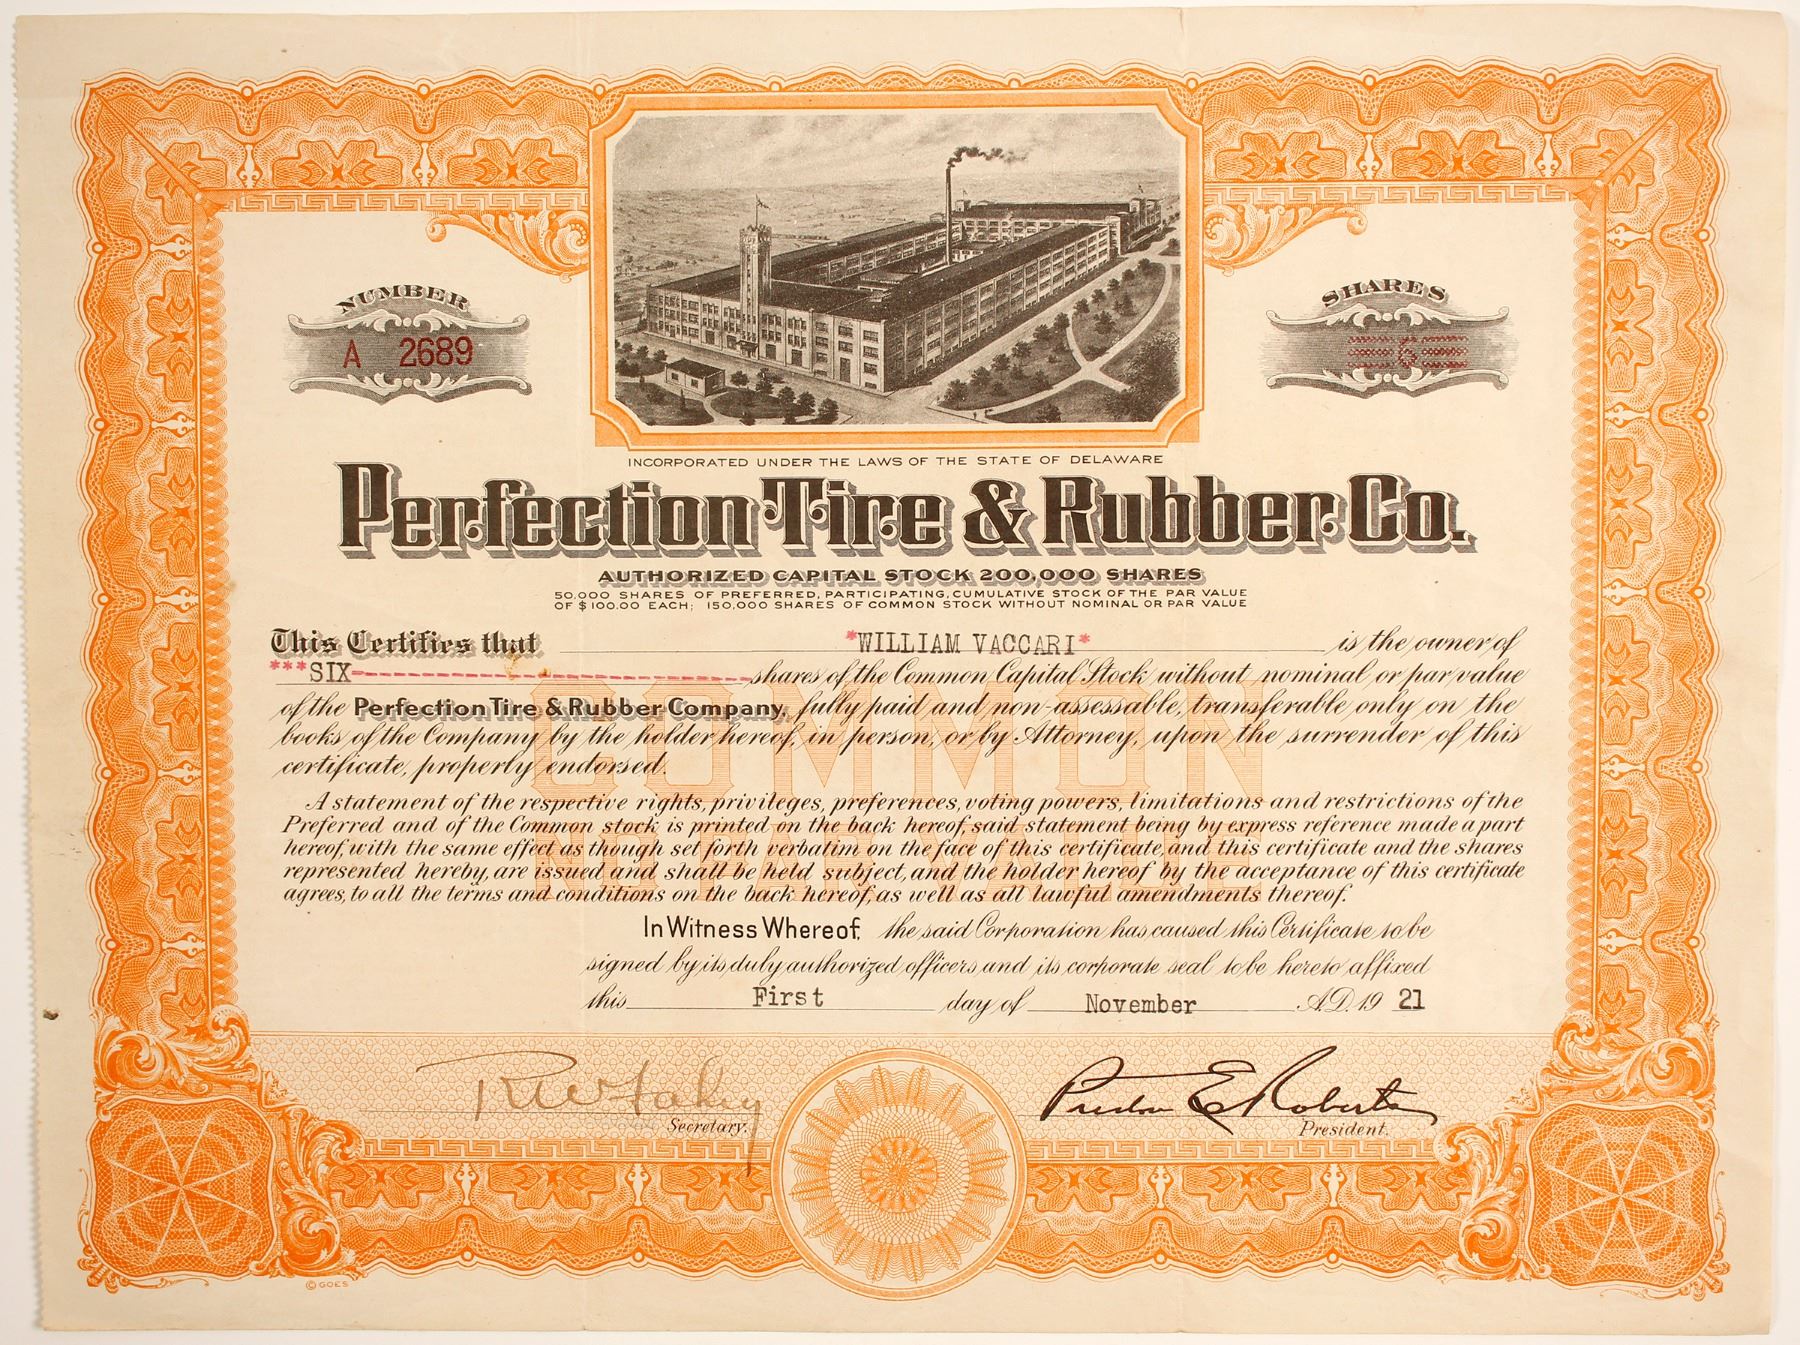 NUMBER
A 2689
SHARES
6
INCORPORATED UNDER THE LAWS OF THE STATE OF DELAWARE
Perfection Tire & Rubber Co.
AUTHORIZED CAPITAL STOCK 200,000 SHARES
50,000 SHARES OF PREFERRED, PARTICIPATING, CUMULATIVE STOCK OF THE PAR VALUE
OF $100.00 EACH; 150,000 SHARES OF COMMON STOCK WITHOUT NOMINAL OR PAR VALUE
This Certifies that *WILLIAM VACCARI* is the owner of
***SIX shares of the Common Capital Stock without nominal or par value
of the Perfection Tire & Rubber Company, fully paid and non-assessable, transferable only on the
books of the Company by the holder hereof, in person, or by Attorney, upon the surrender of this
certificate, properly endorsed.
COMMON
A statement of the respective rights, privileges, preferences, voting powers, limitations and restrictions of the
Preferred and of the Common stock is printed on the back hereof, said statement being by express reference made a part
hereof, with the same effect as though set forth verbatim on the face of this certificate, and this certificate and the shares
represented hereby, are issued and shall be held subject, and the holder hereof by the acceptance of this certificate
agrees, to all the terms and conditions on the back hereof, as well as all lawful amendments thereof.
In Witness Whereof, the said Corporation has caused this Certificate to be
signed by its duly authorized officers and its corporate seal to be hereto affixed
this First day of November A.D. 19 21
Preston E. Roberts
Secretary.
President.
© GOES